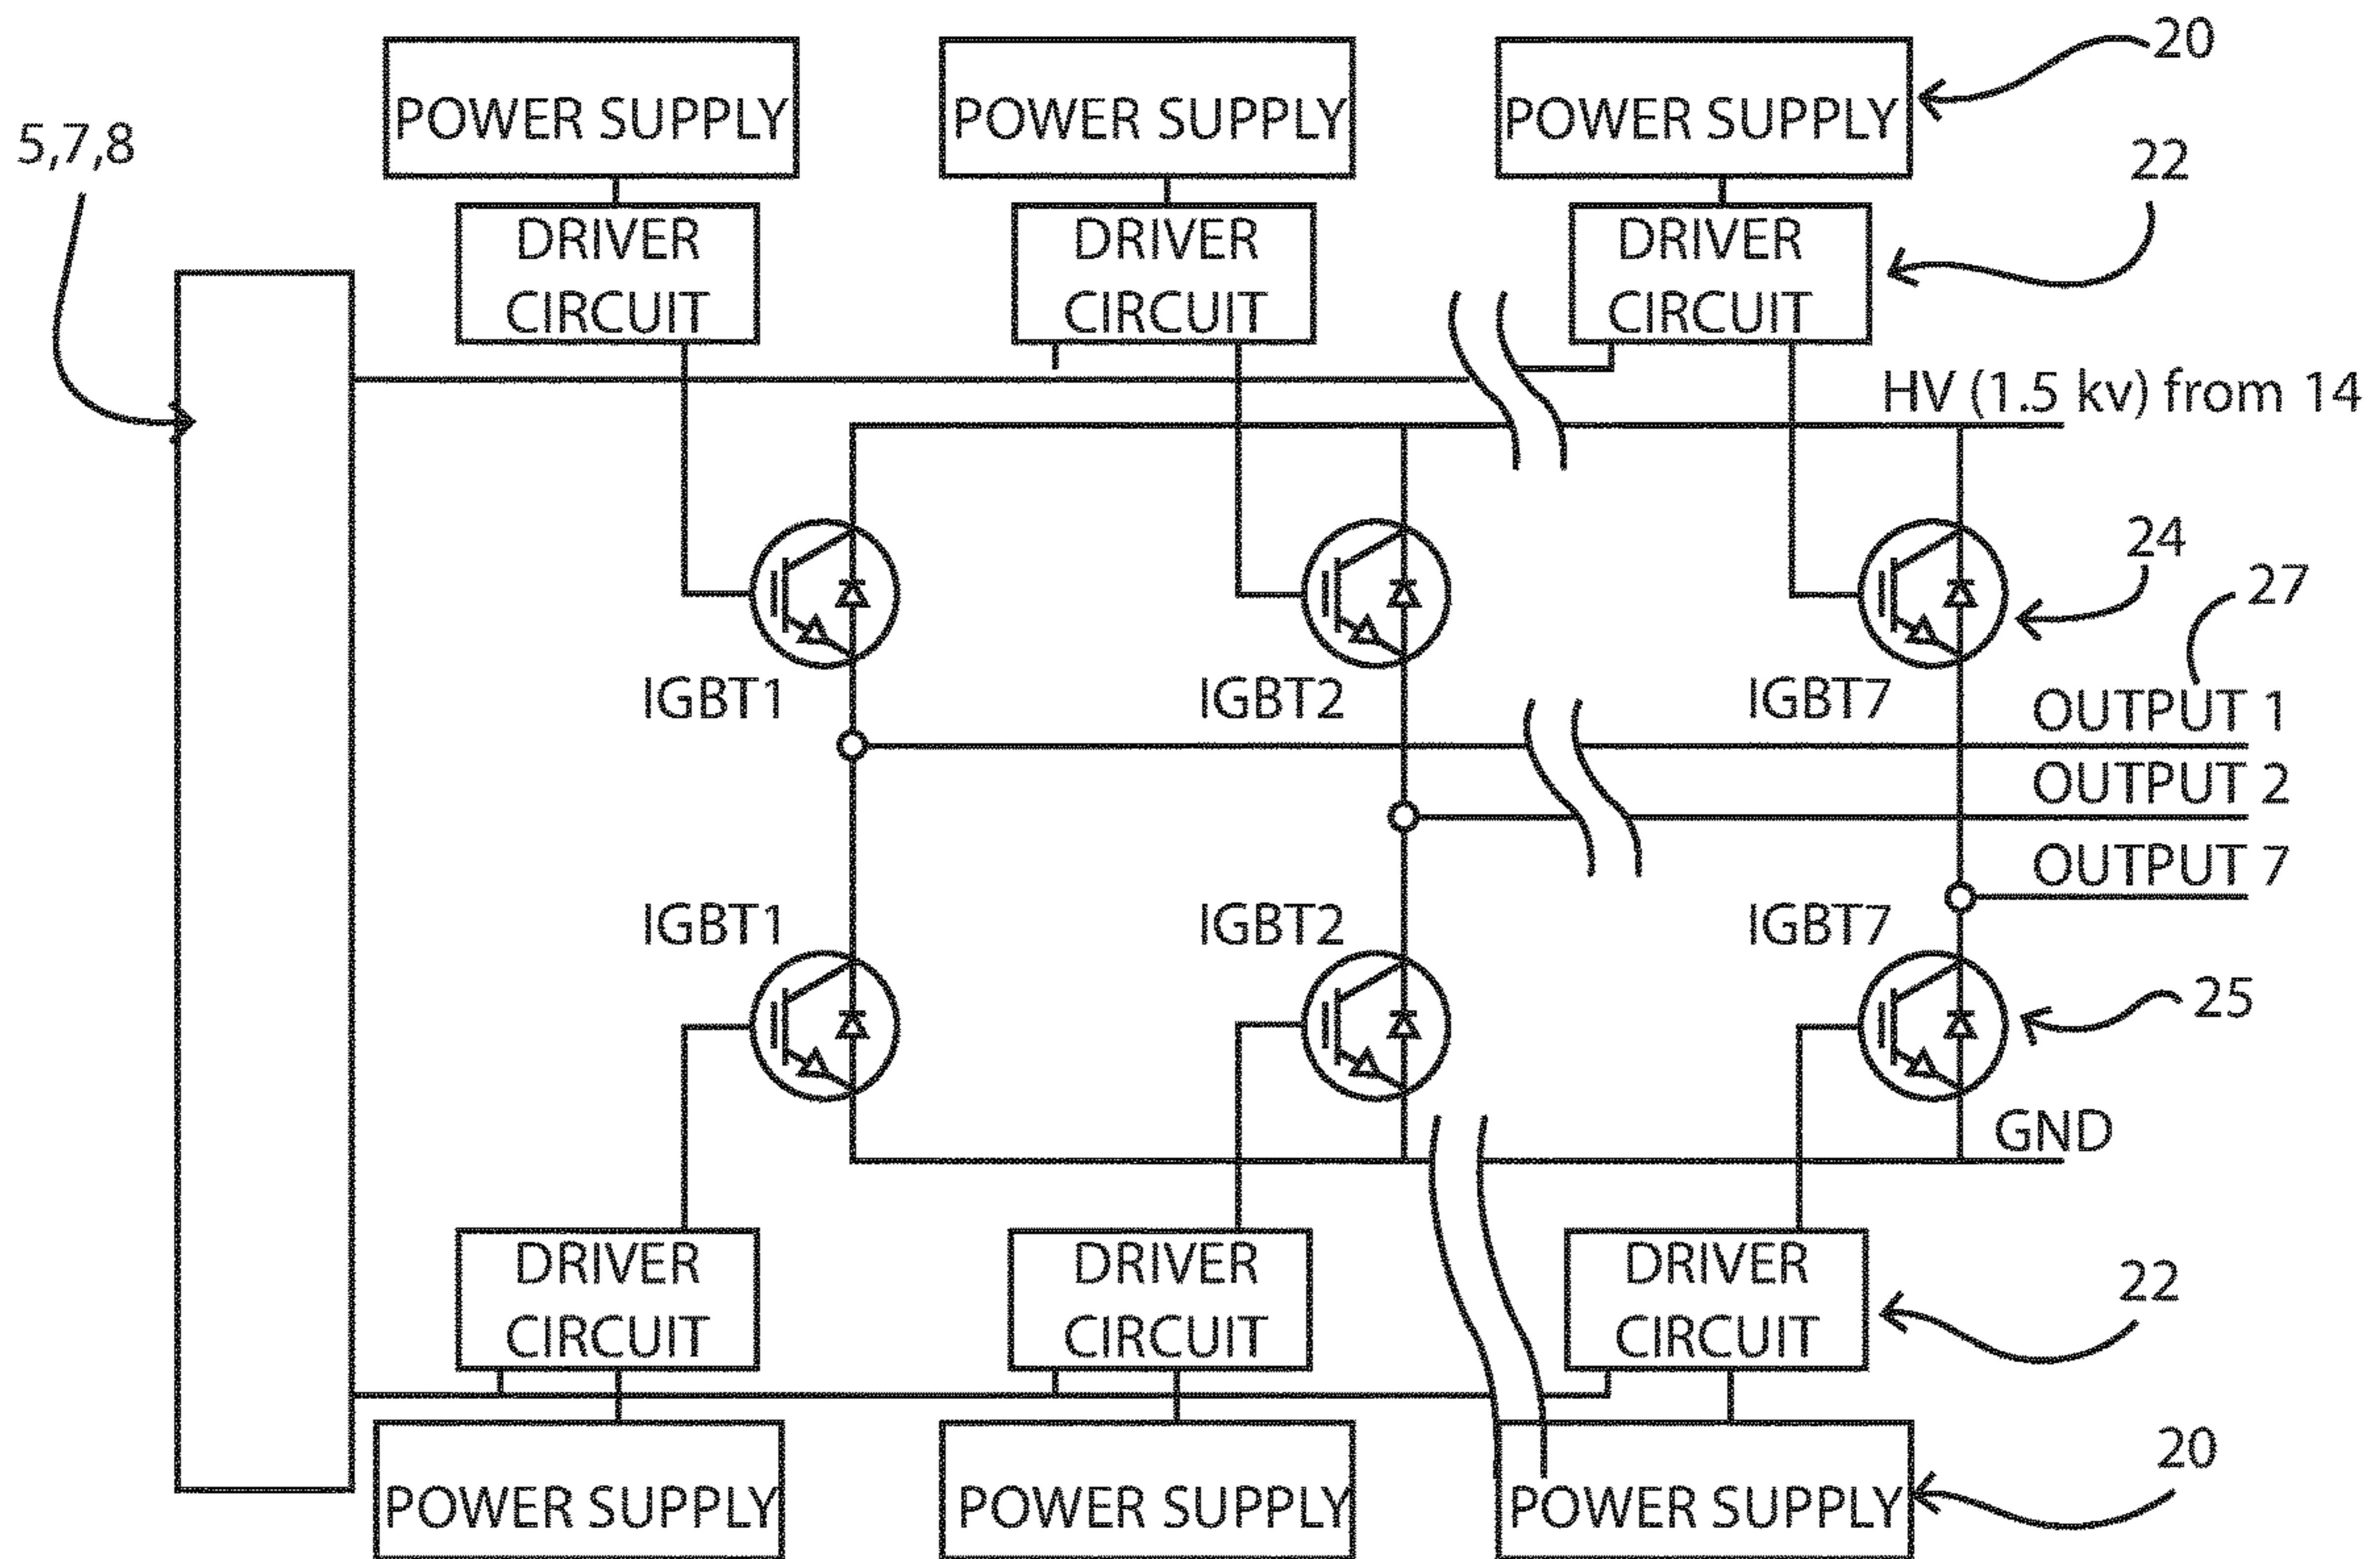 20
POWER SUPPLY
POWER SUPPLY
POWER SUPPLY
5,7,8
22
DRIVER
CIRCUIT
DRIVER
CIRCUIT
DRIVER
CIRCUIT
HV (1.5 kv) from 14
24
27
IGBT1
IGBT2
IGBT7
OUTPUT 1
OUTPUT 2
OUTPUT 7
IGBT1
IGBT2
IGBT7
25
GND
DRIVER
CIRCUIT
DRIVER
CIRCUIT
DRIVER
CIRCUIT
22
20
POWER SUPPLY
POWER SUPPLY
POWER SUPPLY